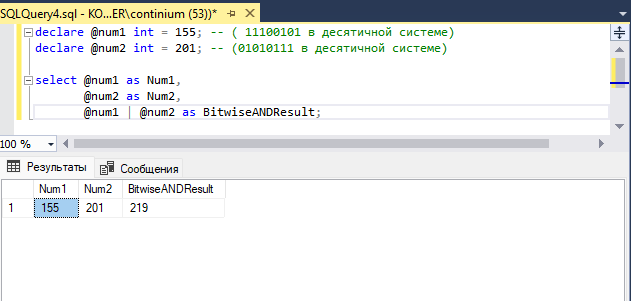 SQLQuery4.sql - KO...ER\continium (53))*
declare @num1 int = 155; -- ( 11100101 в десятичной системе)
declare @num2 int = 201; -- (01010111 в десятичной системе)
select @num1 as Num1,
@num2 as Num2,
@num1 | @num2 as BitwiseANDResult;
100 %
Результаты Сообщения
Num1 Num2 BitwiseANDResult
1 155 201 219